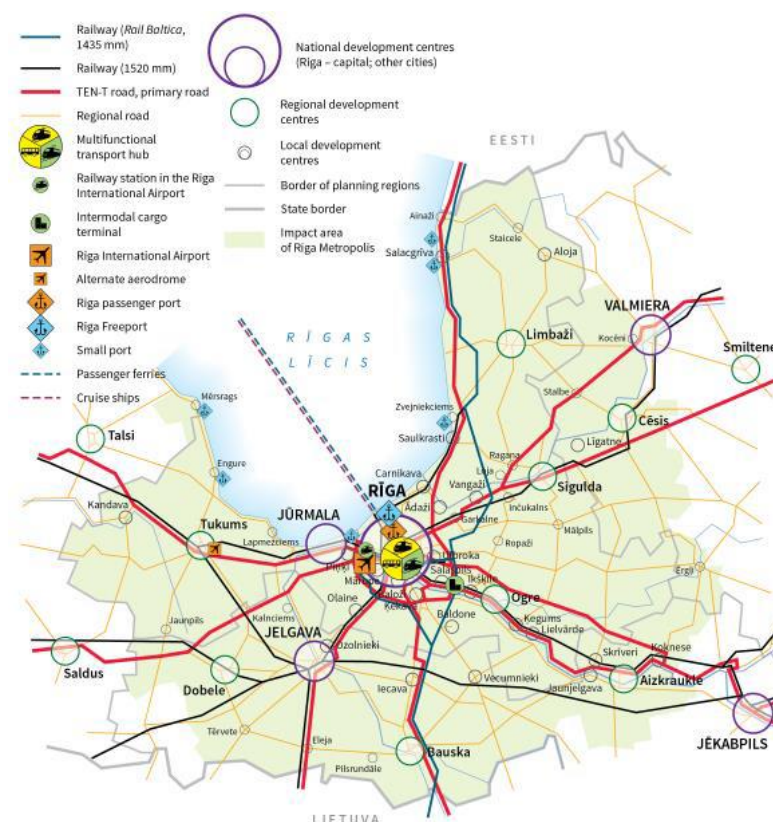 Railway (Rail Baltica,
1435 mm)
Railway (1520 mm)
TEN-T road, primary road
Regional road
Multifunctional
transport hub
Railway station in the Riga
International Airport
Intermodal cargo
terminal
Riga International Airport
Alternate aerodrome
Riga passenger port
Riga Freeport
Small port
Passenger ferries
Cruise ships
National development centres
(Riga – capital; other cities)
Regional development
centres
Local development
centres
Border of planning regions
State border
Impact area
of Riga Metropolis
EESTI
Ainaži
Staicele
Aloja
Salacgrīva
VALMIERA
RĪGAS
LĪCIS
Limbaži
Kocēni
Smiltene
Mērsrags
Stalbe
Zvejniekciems
Cēsis
Talsi
Saulkrasti
Līgatne
Ragana
Engure
Carnikava
Lēja
Sigulda
Vangaži
RĪGA
Kandava
Ādaži
Inčukalns
Tukums
JŪRMALA
Garkalne
Mālpils
Lapmežciems
Ropaži
Ulbroka
Piņķi
Salaspils
Ērgļi
Mārupe
Ikšķile
Olaine
Baloži
Ogre
Ķekava
Kalnciems
Baldone
Ķegums
Jaunpils
Lielvārde
JELGAVA
Ozolnieki
Koknese
Skrīveri
Saldus
Dobele
Vecumnieki
Aizkraukle
Iecava
Jaunjelgava
Tērvete
JĒKABPILS
Eleja
Bauska
Pilsrundāle
LIETUVA